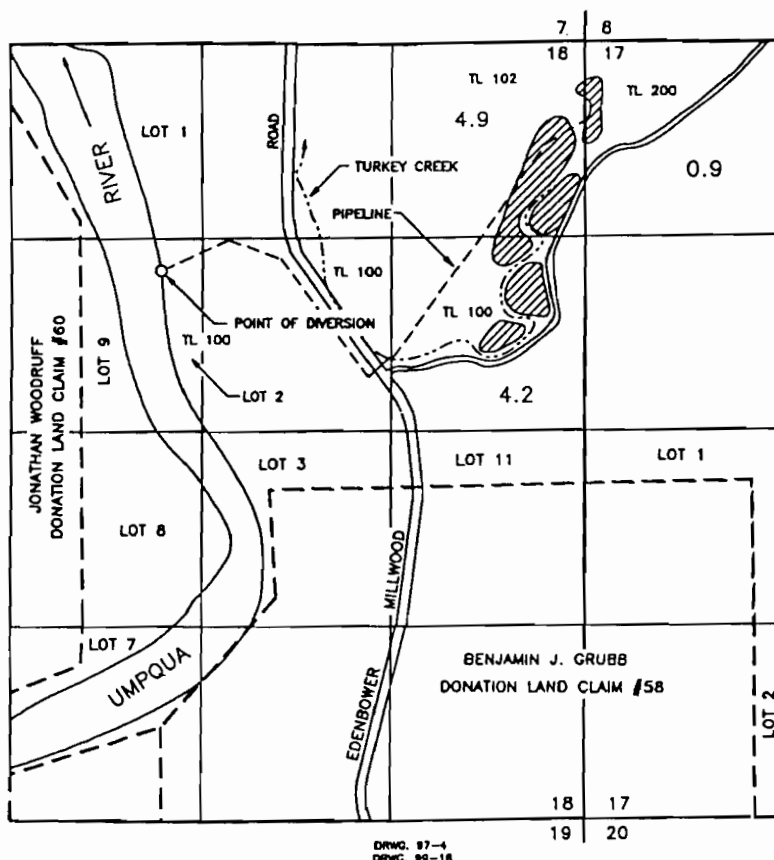 7 8
18 17
TL 102
TL 200
4.9
LOT 1
ROAD
RIVER
TURKEY CREEK
0.9
PIPELINE
TL 100
TL 100
POINT OF DIVERSION
TL 100
LOT 9
JONATHAN WOODRUFF
DONATION LAND CLAIM #60
LOT 2
4.2
LOT 3
LOT 11
LOT 1
LOT 8
MILLWOOD
LOT 7
UMPQUA
BENJAMIN J. GRUBB
DONATION LAND CLAIM #58
EDENBOWER
LOT 2
18 17
19 20
DRWG. 97-4
DRWG. 99-18